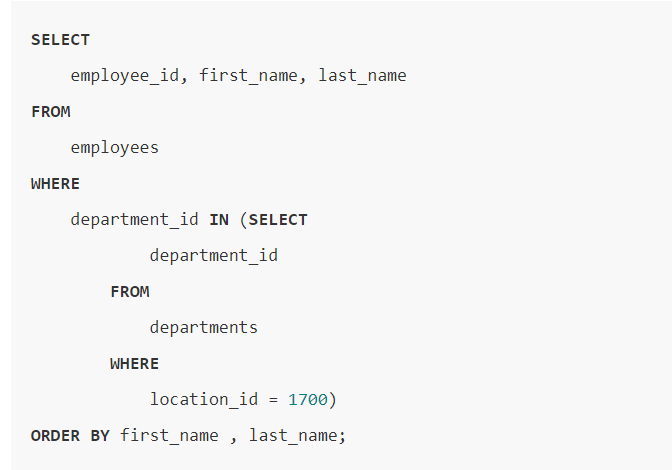 SELECT
employee_id, first_name, last_name
FROM
employees
WHERE
department_id IN (SELECT
department_id
FROM
departments
WHERE
location_id = 1700)
ORDER BY first_name , last_name;